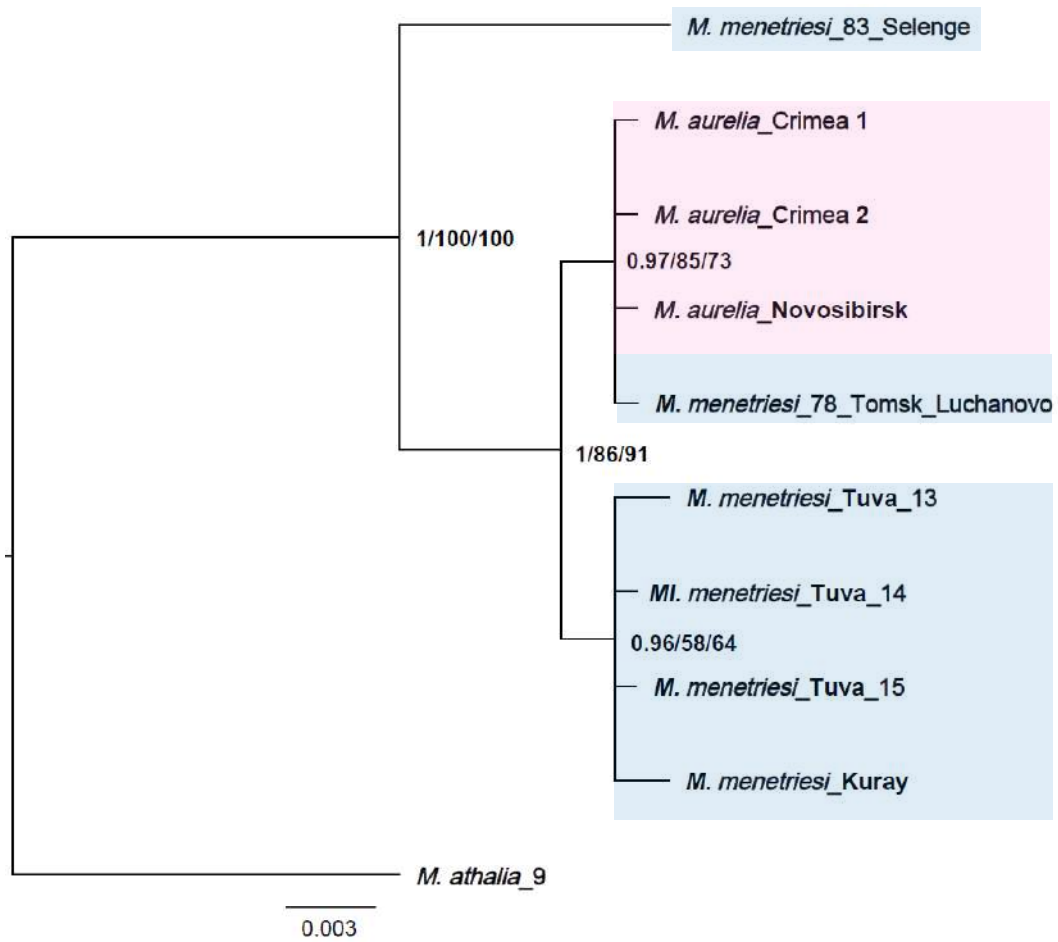 M. menetriesi_83_Selenge
M. aurelia_Crimea 1
M. aurelia_Crimea 2
1/100/100
0.97/85/73
M. aurelia_Novosibirsk
M. menetriesi_78_Tomsk_Luchanovo
1/86/91
M. menetriesi_Tuva_13
MI. menetriesi_Tuva_14
0.96/58/64
M. menetriesi_Tuva_15
M. menetriesi_Kuray
M. athalia_9
0.003